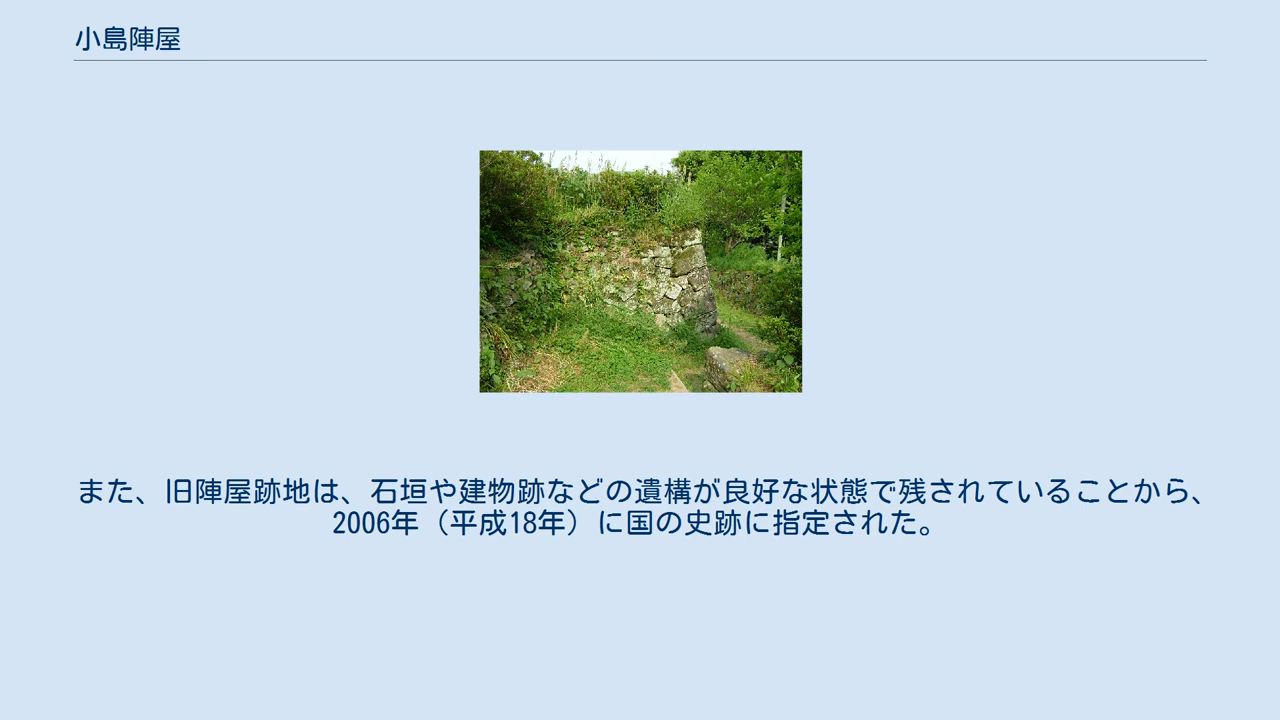 小島陣屋
また、旧陣屋跡地は、石垣や建物跡などの遺構が良好な状態で残されていることから、
2006年（平成18年）に国の史跡に指定された。